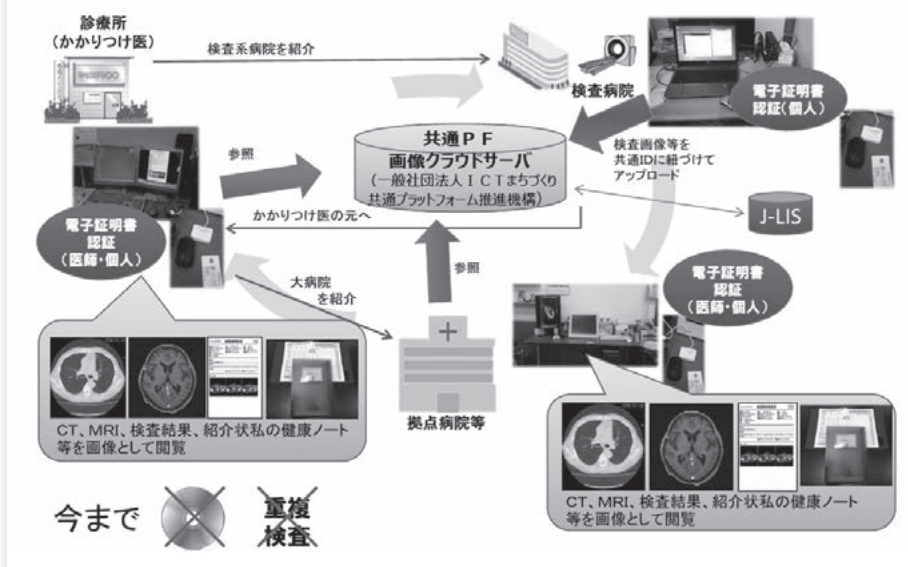 診療所
(かかりつけ医)
検査系病院を紹介
検査病院
電子証明書
認証(個人)
共通PF
画像クラウドサーバ
(一般社団法人ICTまちづくり
共通プラットフォーム推進機構)
検査画像等を
共通IDに紐づけて
アップロード
参照
かかりつけ医の元へ
J-LIS
電子証明書
認証
(医師・個人)
大病院
を紹介
参照
電子証明書
認証
(医師・個人)
拠点病院等
CT、MRI、検査結果、紹介状私の健康ノート
等を画像として閲覧
CT、MRI、検査結果、紹介状私の健康ノート
等を画像として閲覧
今まで
重複
検査